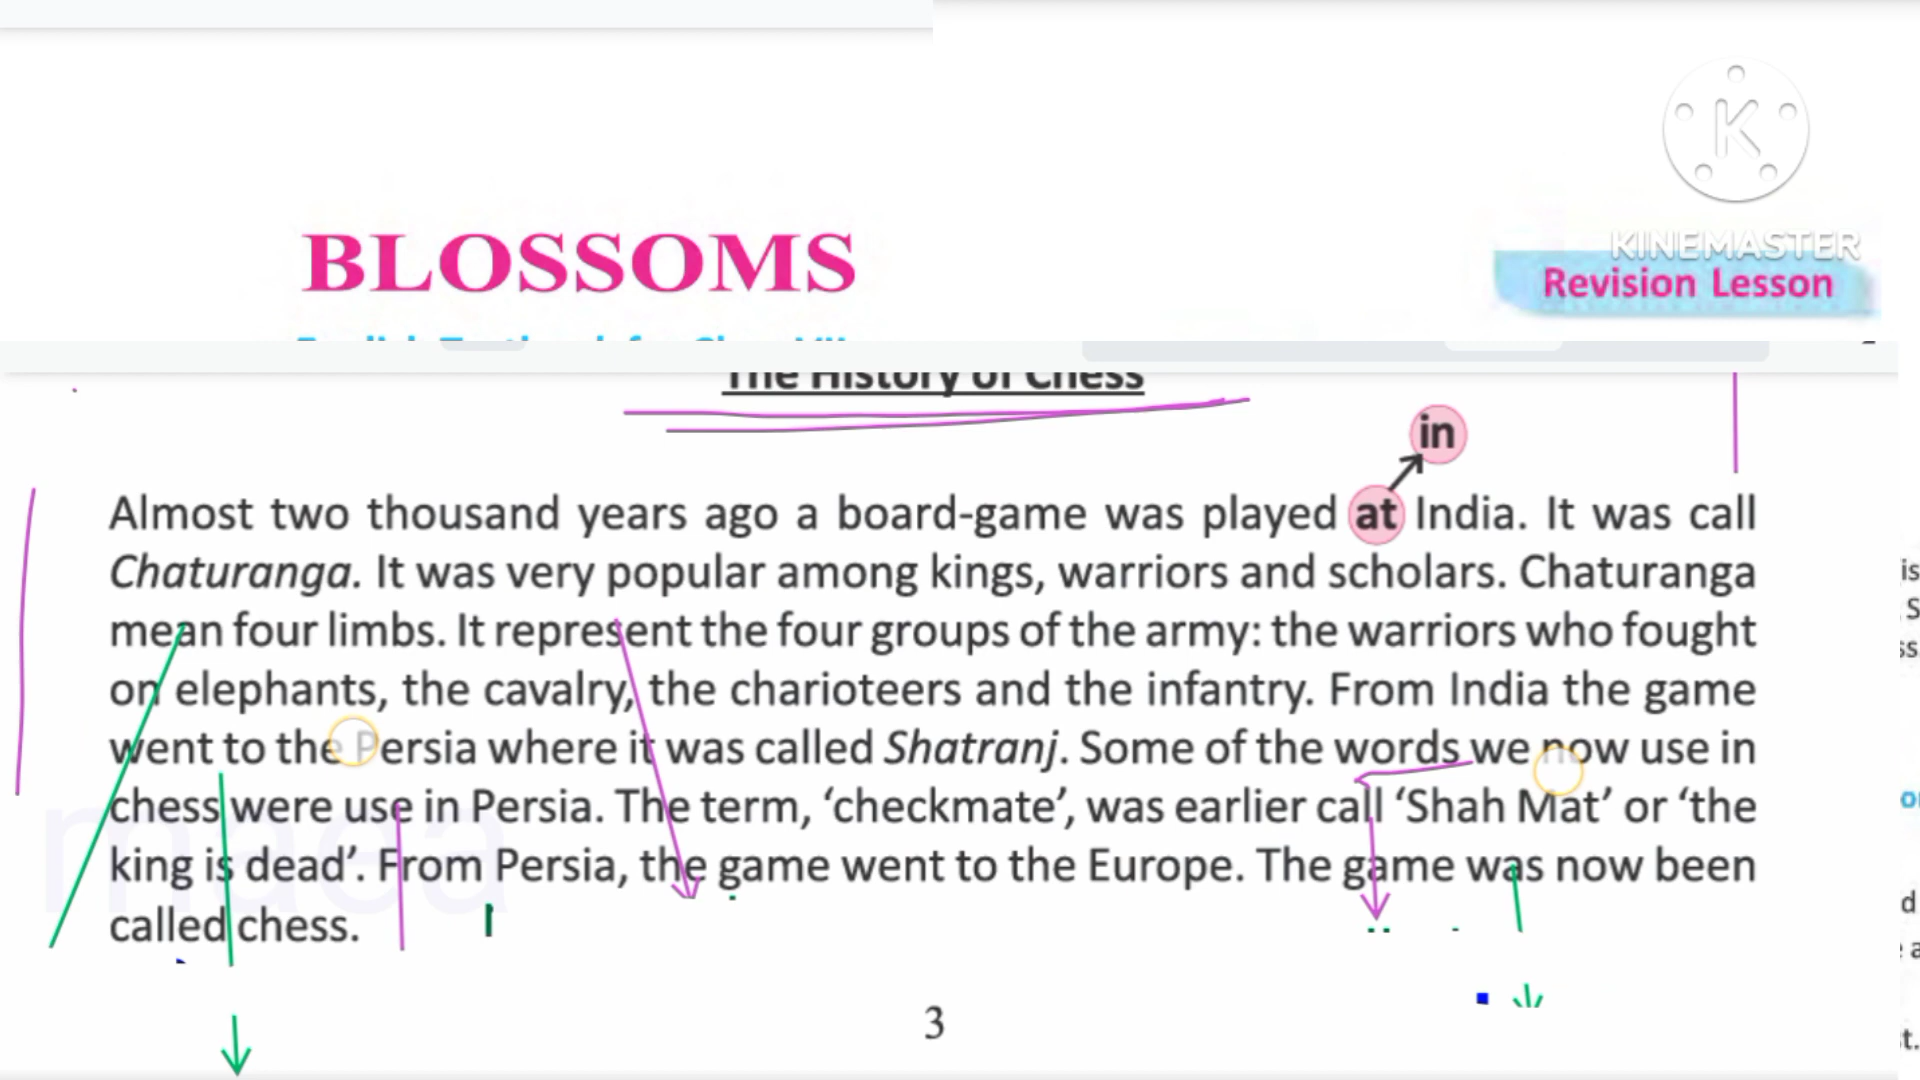 KINEMASTER
BLOSSOMS
Revision Lesson
The History of Chess
in
Almost two thousand years ago a board-game was played at India. It was call
Chaturanga. It was very popular among kings, warriors and scholars. Chaturanga
mean four limbs. It represent the four groups of the army: the warriors who fought
on elephants, the cavalry, the charioteers and the infantry. From India the game
went to the Persia where it was called Shatranj. Some of the words we now use in
chess were use in Persia. The term, ‘checkmate’, was earlier call ‘Shah Mat’ or ‘the
king is dead’. From Persia, the game went to the Europe. The game was now been
called chess.
3